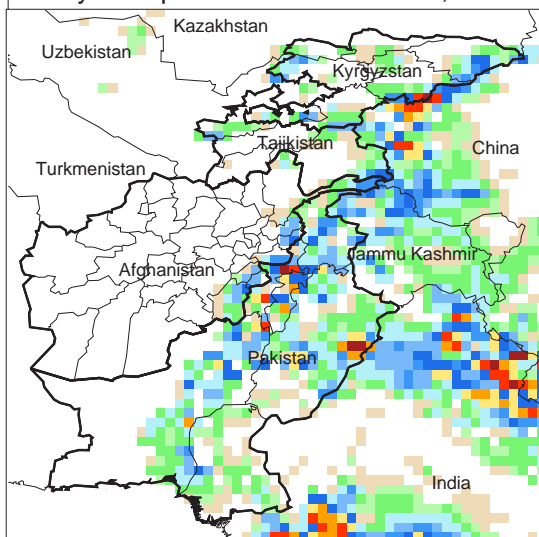 Kazakhstan
Uzbekistan
Kyrgyzstan
Tajikistan
China
Turkmenistan
Jammu Kashmir
Afghanistan
Pakistan
India